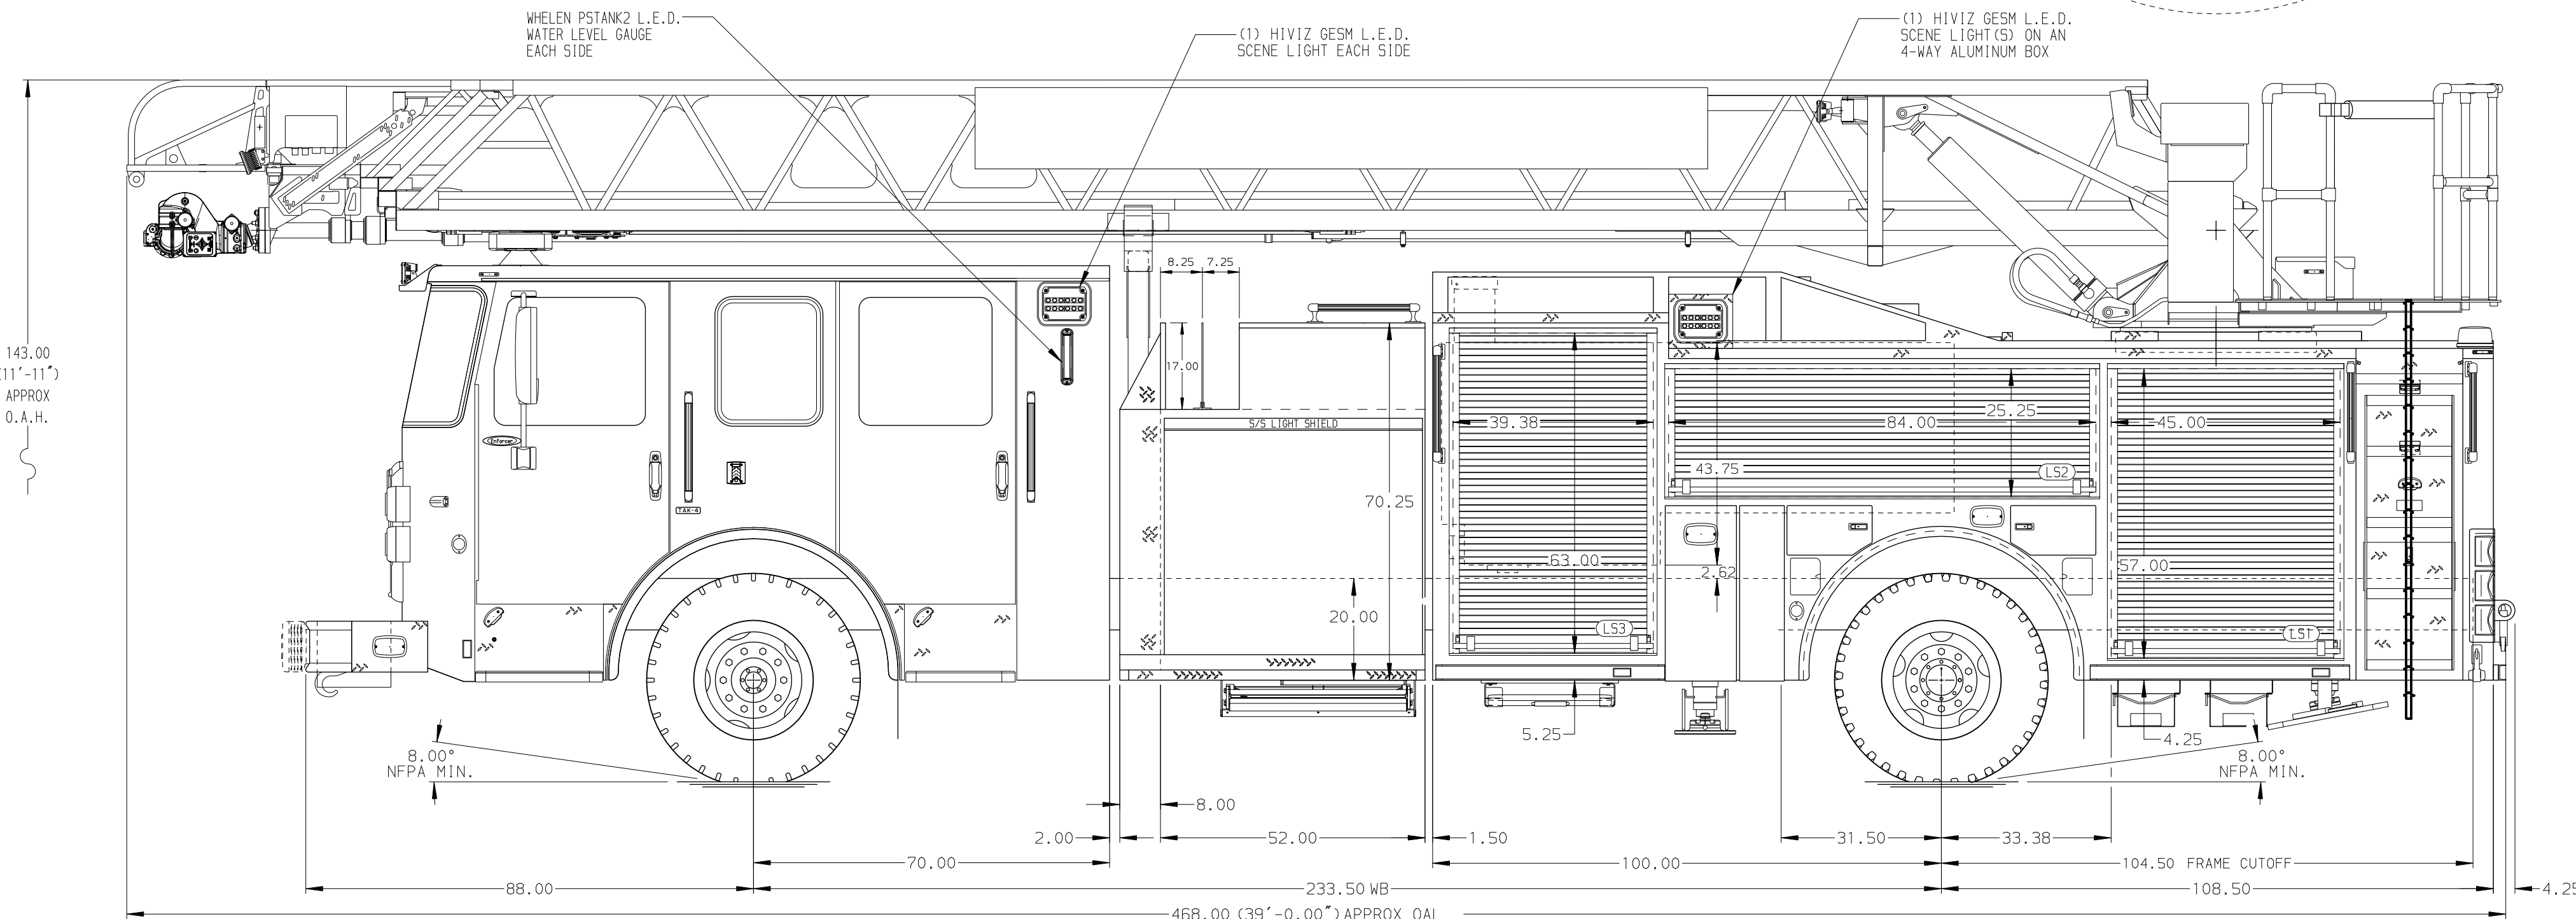 WHELEN PSTANK2 L.E.D.
WATER LEVEL GAUGE
EACH SIDE
(1) HIVIZ GESM L.E.D.
SCENE LIGHT EACH SIDE
(1) HIVIZ GESM L.E.D.
SCENE LIGHT(S) ON AN
4-WAY ALUMINUM BOX
143.00
(11'-11")
APPROX
O.A.H.
8.25
7.25
17.00
S/S LIGHT SHIELD
Enforcer
TAK-4
70.25
20.00
39.38
63.00
LS3
43.75
2.62
84.00
25.25
LS2
45.00
57.00
LS1
5.25
4.25
8.00°
NFPA MIN.
8.00°
NFPA MIN.
8.00
2.00
52.00
1.50
31.50
33.38
70.00
100.00
104.50 FRAME CUTOFF
88.00
233.50 WB
108.50
4.25
468.00 (39'-0.00") APPROX OAL